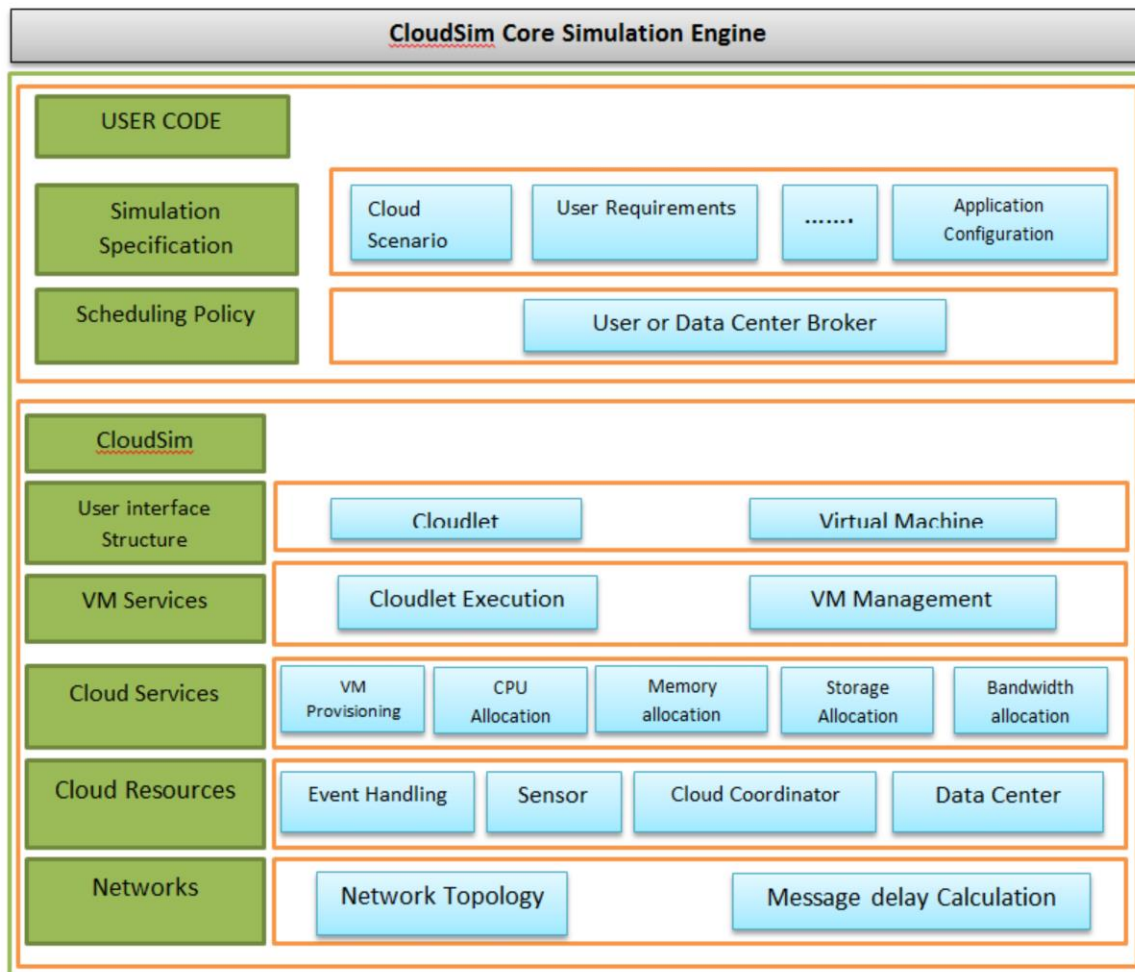 CloudSim Core Simulation Engine
USER CODE
Simulation
Specification
Cloud
Scenario
User Requirements
.......
Application
Configuration
Scheduling Policy
User or Data Center Broker
CloudSim
User interface
Structure
Cloudlet
Virtual Machine
VM Services
Cloudlet Execution
VM Management
Cloud Services
VM
Provisioning
CPU
Allocation
Memory
allocation
Storage
Allocation
Bandwidth
allocation
Cloud Resources
Event Handling
Sensor
Cloud Coordinator
Data Center
Networks
Network Topology
Message delay Calculation